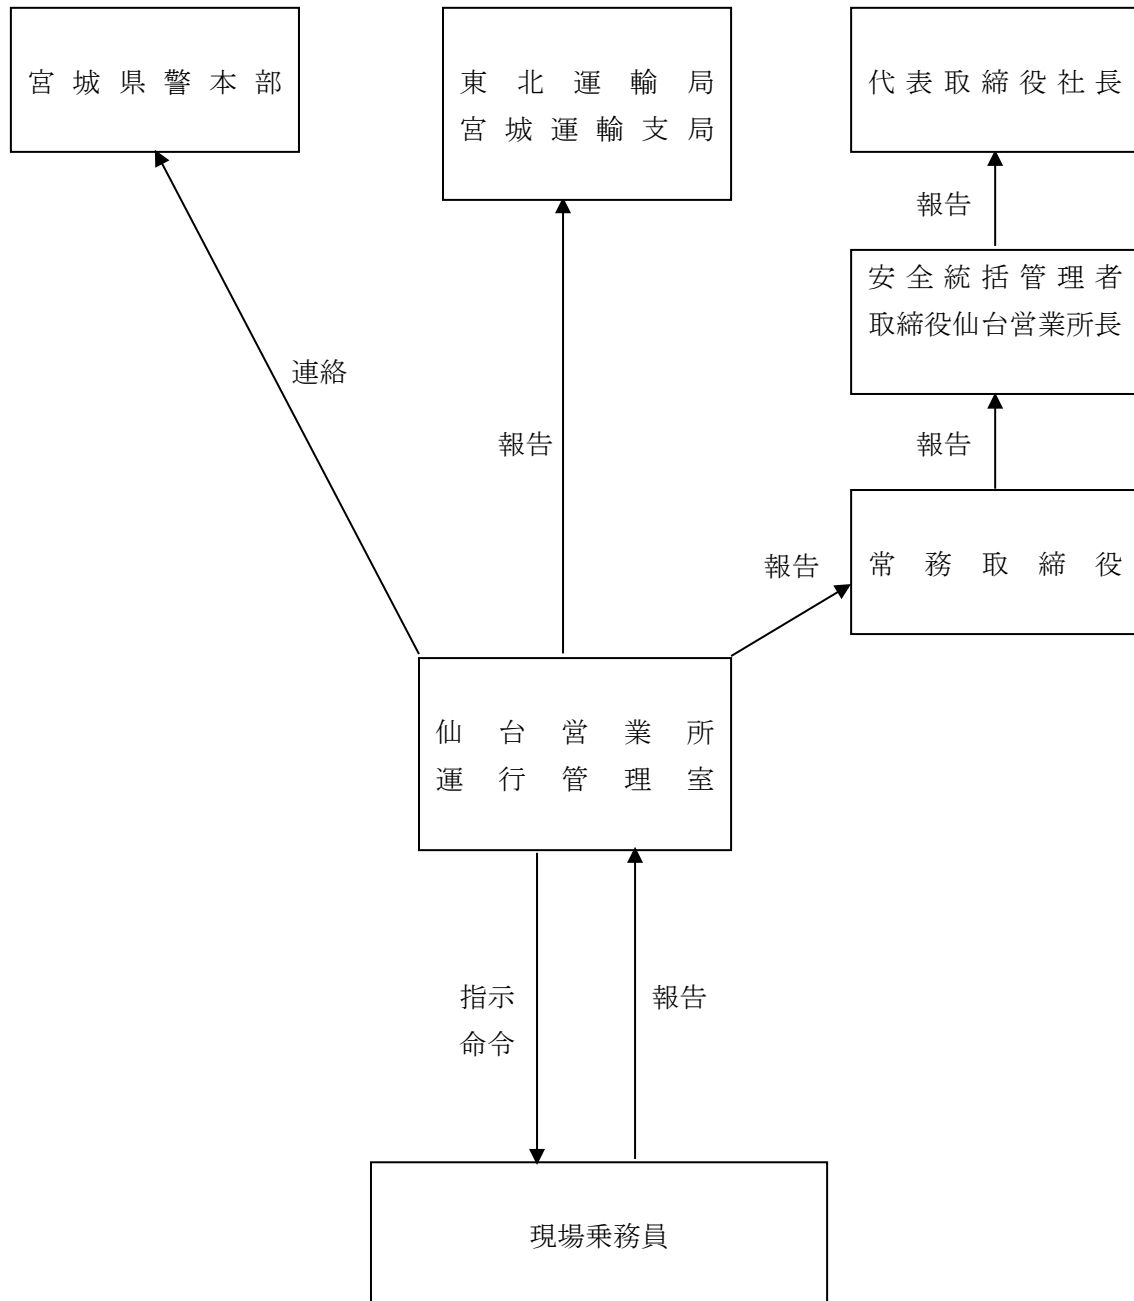 宮城県警本部
東北運輸局
宮城運輸支局
代表取締役社長
報告
安全統括管理者
取締役仙台営業所長
連絡
報告
報告
報告
常務取締役
仙台営業所
運行管理室
指示
命令
報告
現場乗務員